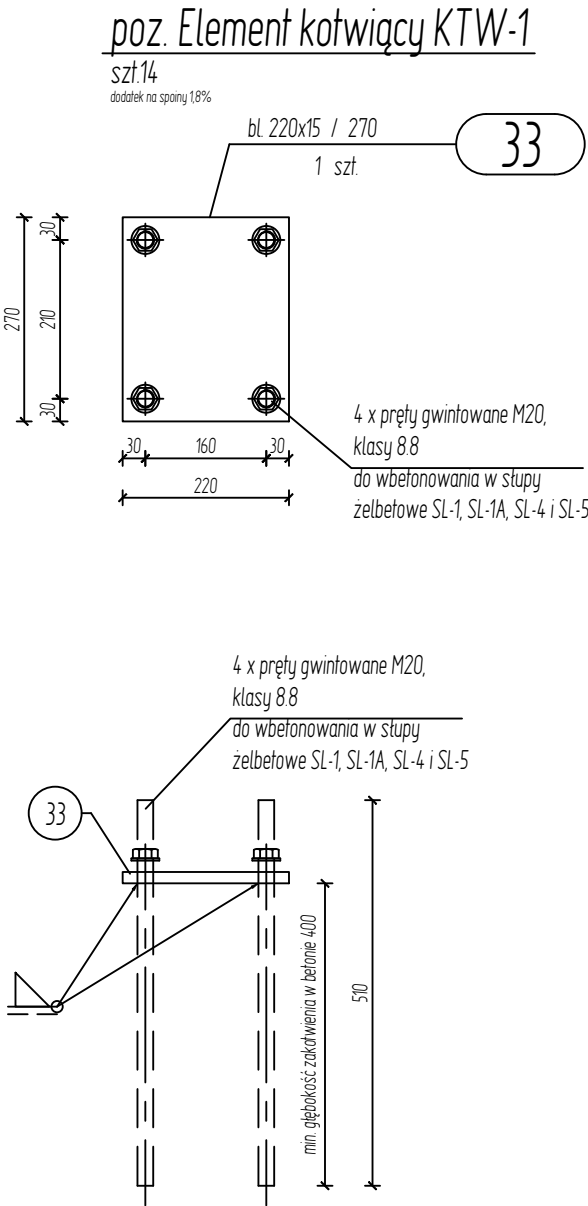 poz. Element kotwiący KTW-1
szt.14
dodatek na spoiny 1,8%
bl. 220x15 / 270
33
1 szt.
30
270
210
30
4 x pręty gwintowane M20,
klasy 8.8
do wbetonowania w słupy
żelbetowe SL-1, SL-1A, SL-4 i SL-5
30
160
30
220
4 x pręty gwintowane M20,
klasy 8.8
do wbetonowania w słupy
żelbetowe SL-1, SL-1A, SL-4 i SL-5
33
min. głębokość zakotwienia w betonie 400
510